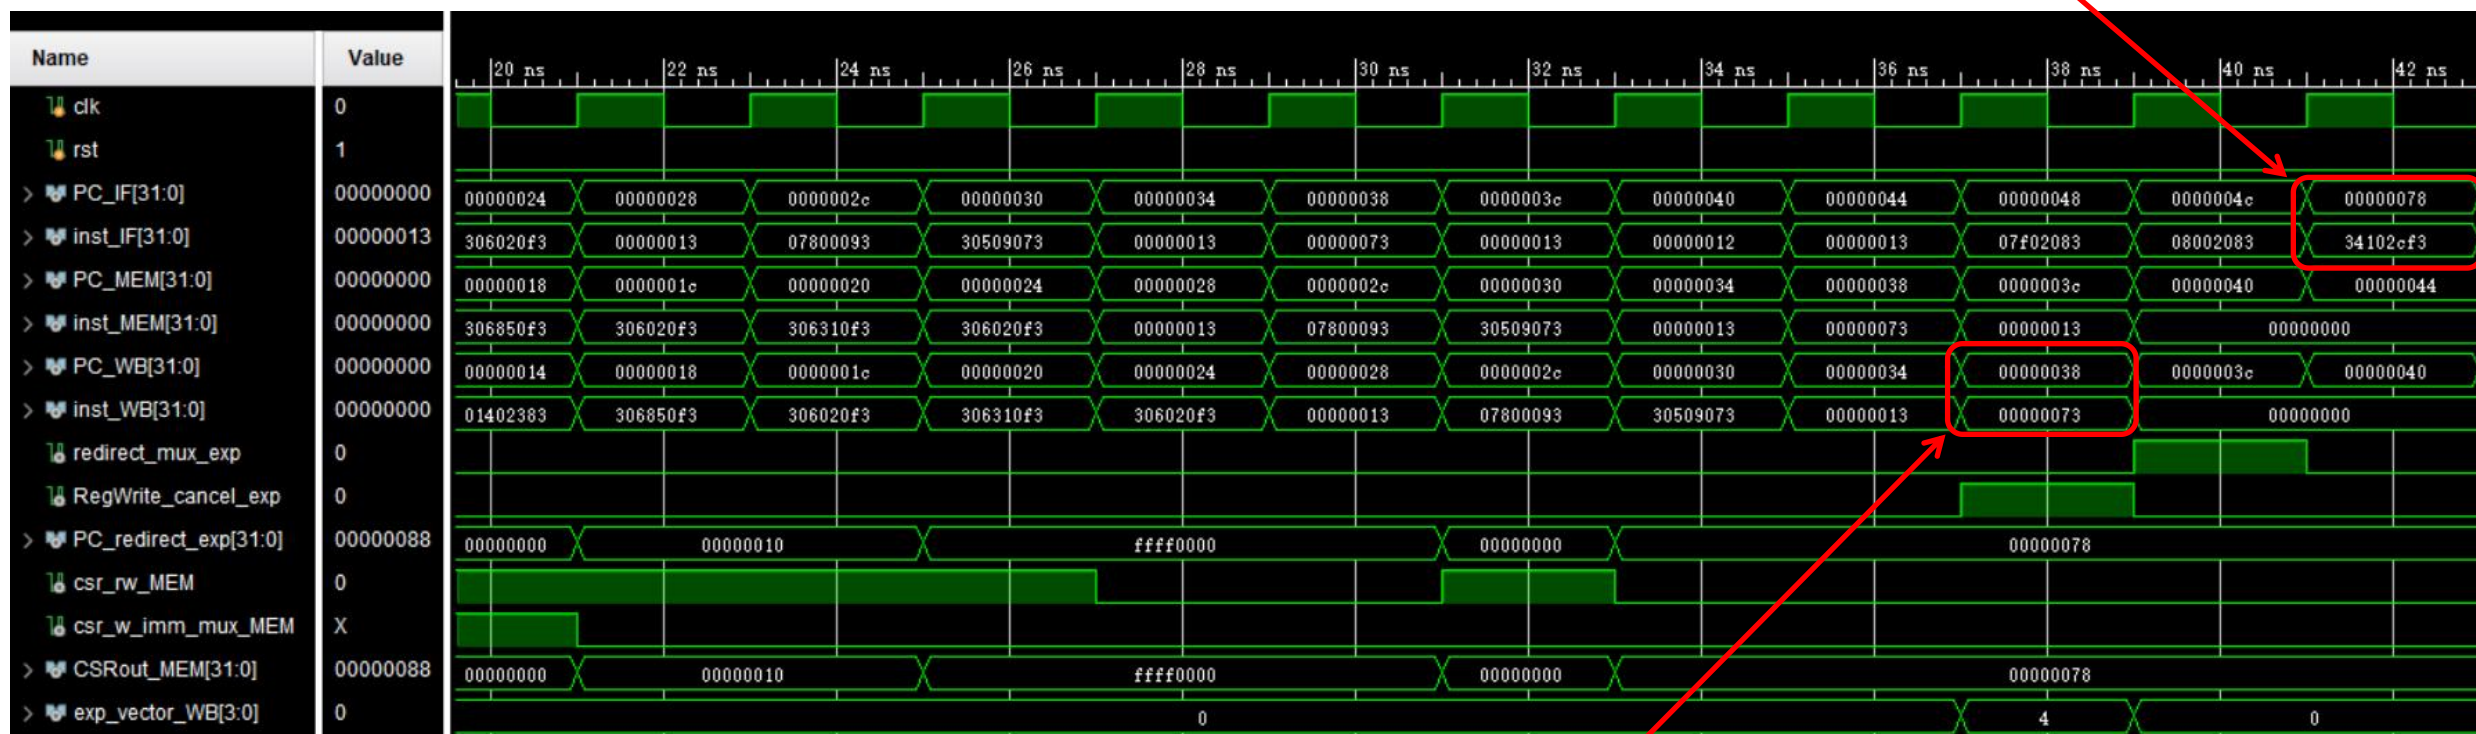 Name Value 20 ns 22 ns 24 ns 26 ns 28 ns 30 ns 32 ns 34 ns 36 ns 38 ns 40 ns 42 ns
clk 0
rst 1
PC_IF[31:0] 00000000 00000024 00000028 0000002c 00000030 00000034 00000038 0000003c 00000040 00000044 00000048 0000004c 00000078
inst_IF[31:0] 00000013 306020f3 00000013 07800093 30509073 00000013 00000073 00000013 00000012 00000013 07f02083 08002083 34102cf3
PC_MEM[31:0] 00000000 00000018 0000001c 00000020 00000024 00000028 0000002c 00000030 00000034 00000038 0000003c 00000040 00000044
inst_MEM[31:0] 00000000 306850f3 306020f3 306310f3 306020f3 00000013 07800093 30509073 00000013 00000073 00000013 00000000
PC_WB[31:0] 00000000 00000014 00000018 0000001c 00000020 00000024 00000028 0000002c 00000030 00000034 00000038 0000003c 00000040
inst_WB[31:0] 00000000 01402383 306850f3 306020f3 306310f3 306020f3 00000013 07800093 30509073 00000013 00000073 00000000
redirect_mux_exp 0
RegWrite_cancel_exp 0
PC_redirect_exp[31:0] 00000088 00000000 00000010 ffff0000 00000000 00000078
csr_rw_MEM 0
csr_w_imm_mux_MEM X
CSRout_MEM[31:0] 00000088 00000000 00000010 ffff0000 00000000 00000078
exp_vector_WB[3:0] 0 0 4 0